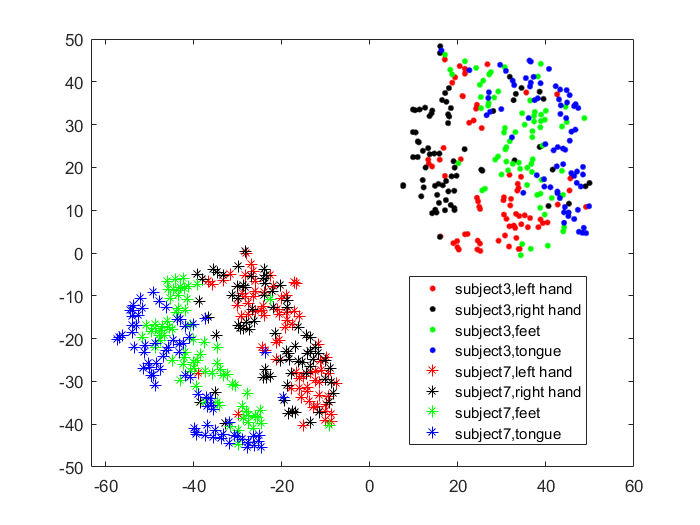 50
40
30
20
10
0
-10
-20
-30
-40
-50
-60
-40
-20
0
20
40
60
subject3,left hand
subject3,right hand
subject3,feet
subject3,tongue
subject7,left hand
subject7,right hand
subject7,feet
subject7,tongue